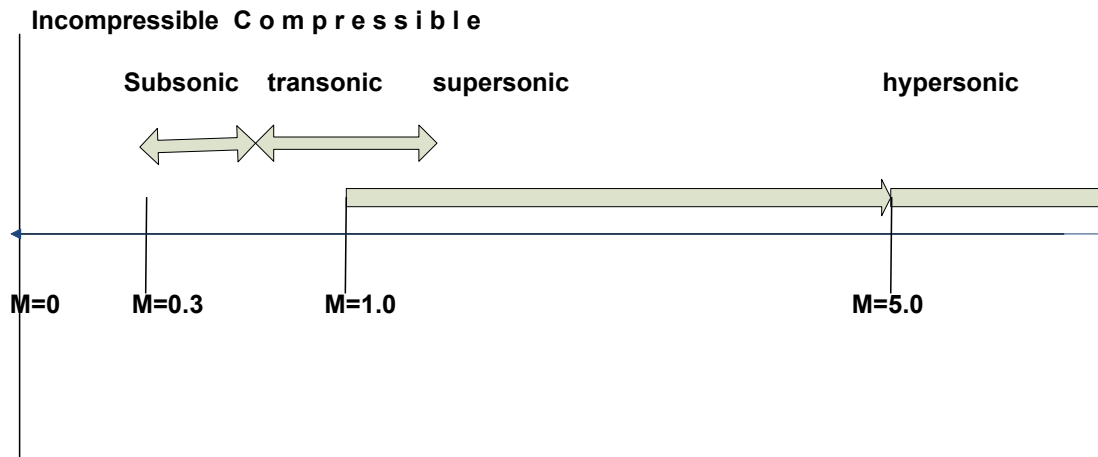 Incompressible C o m p r e s s i b l e
Subsonic transonic supersonic hypersonic
M=0 M=0.3 M=1.0 M=5.0